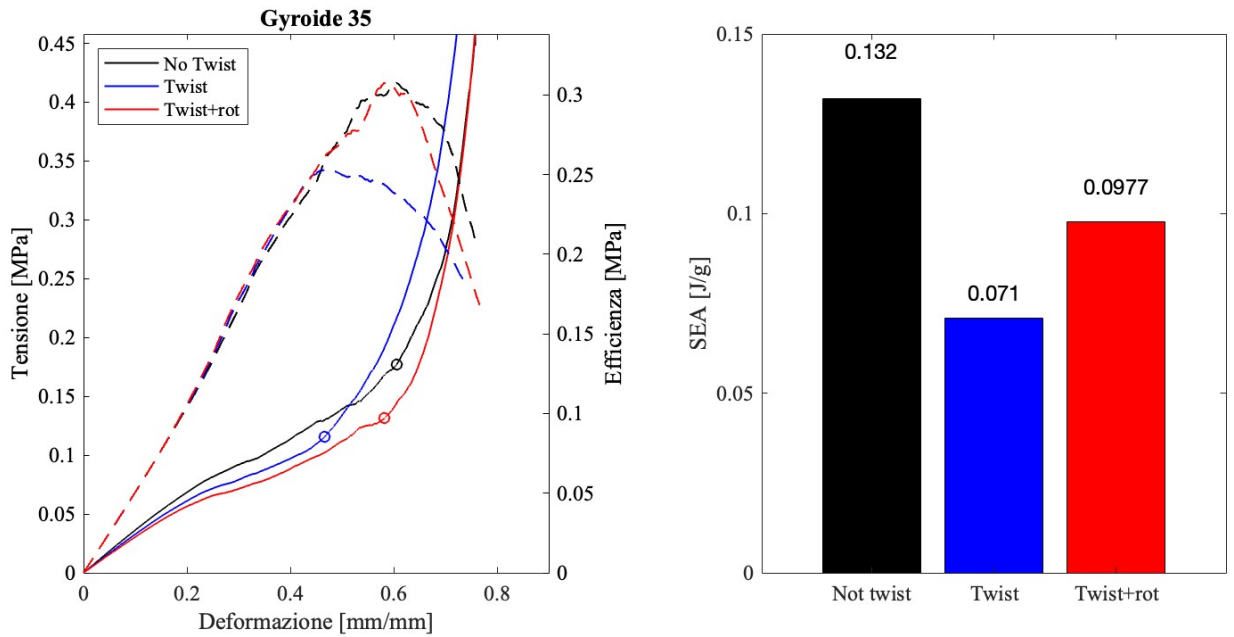 Gyroide 35
No Twist
Twist
Twist+rot
Tensione [MPa]
0.45
0.4
0.35
0.3
0.25
0.2
0.15
0.1
0.05
0
0
0.2
0.4
0.6
0.8
Deformazione [mm/mm]
Efficienza [MPa]
0.3
0.25
0.2
0.15
0.1
0.05
0
SEA [J/g]
0.15
0.1
0.05
0
0.132
0.071
0.0977
Not twist
Twist
Twist+rot